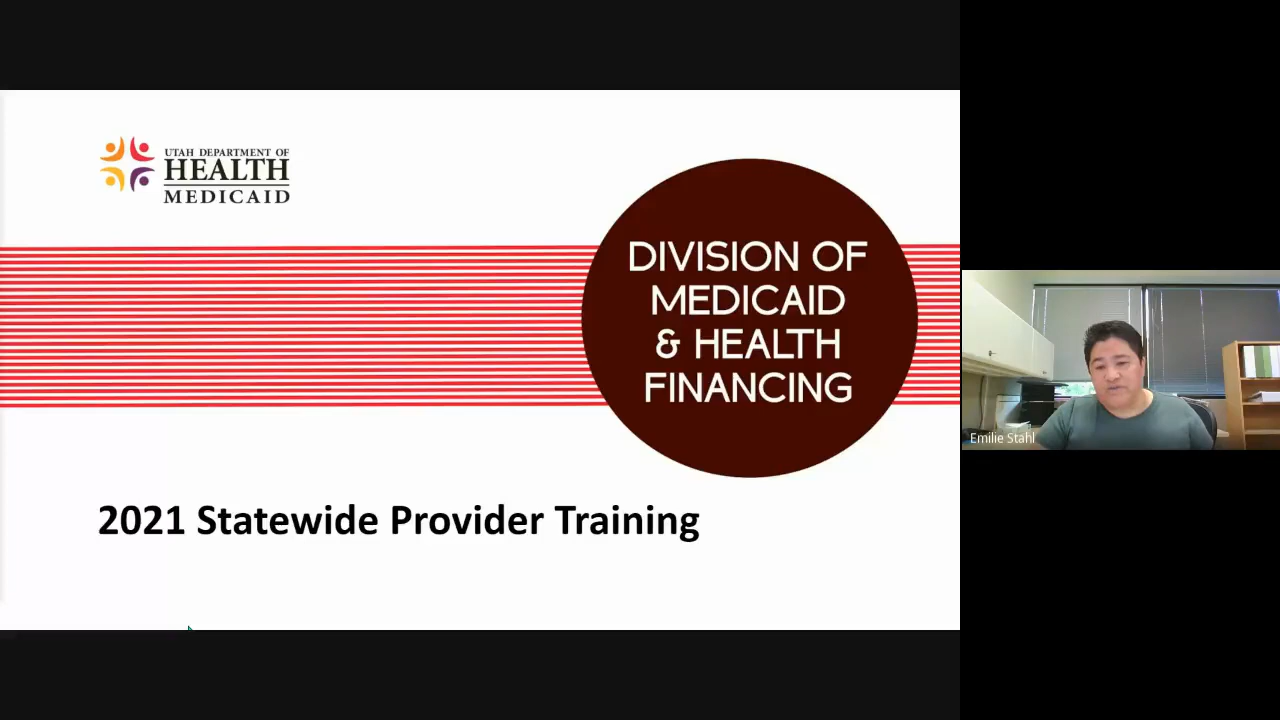 UTAH DEPARTMENT OF
HEALTH
MEDICAID
DIVISION OF
MEDICAID
& HEALTH
FINANCING
2021 Statewide Provider Training
Emilie Stahl